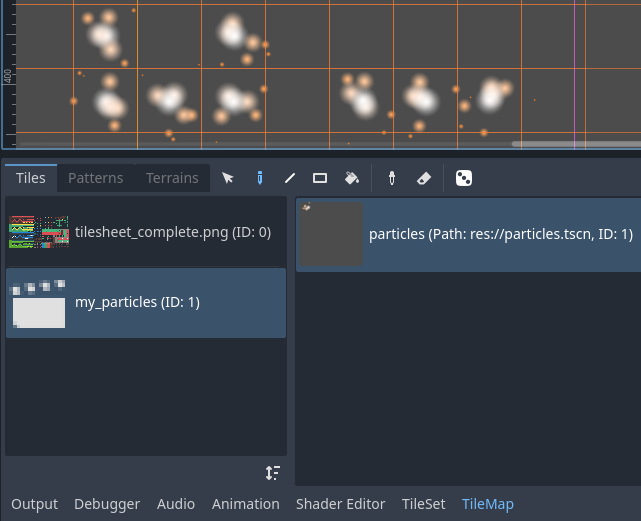 400
Tiles Patterns Terrains
tilesheet_complete.png (ID: 0)
particles (Path: res://particles.tscn, ID: 1)
my_particles (ID: 1)
Output Debugger Audio Animation Shader Editor TileSet TileMap